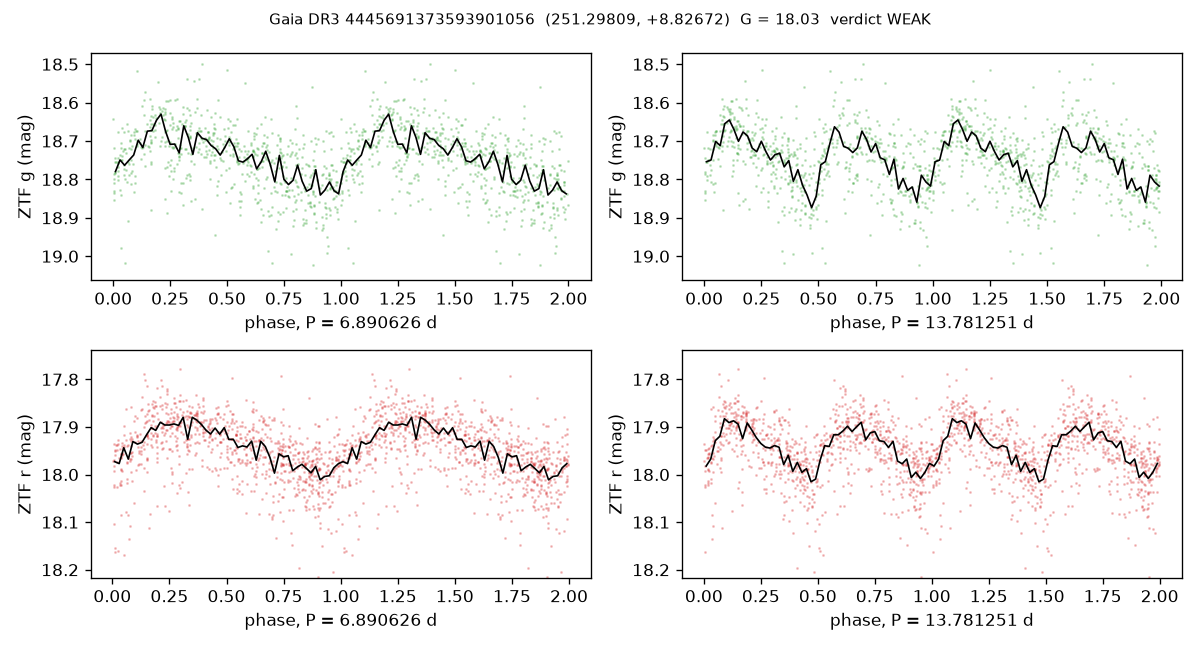 Gaia DR3 4445691373593901056 (251.29809, +8.82672) G = 18.03 verdict WEAK
ZTF g (mag)
18.5
18.6
18.7
18.8
18.9
19.0
0.00 0.25 0.50 0.75 1.00 1.25 1.50 1.75 2.00
phase, P = 6.890626 d
ZTF g (mag)
18.5
18.6
18.7
18.8
18.9
19.0
0.00 0.25 0.50 0.75 1.00 1.25 1.50 1.75 2.00
phase, P = 13.781251 d
ZTF r (mag)
17.8
17.9
18.0
18.1
18.2
0.00 0.25 0.50 0.75 1.00 1.25 1.50 1.75 2.00
phase, P = 6.890626 d
ZTF r (mag)
17.8
17.9
18.0
18.1
18.2
0.00 0.25 0.50 0.75 1.00 1.25 1.50 1.75 2.00
phase, P = 13.781251 d